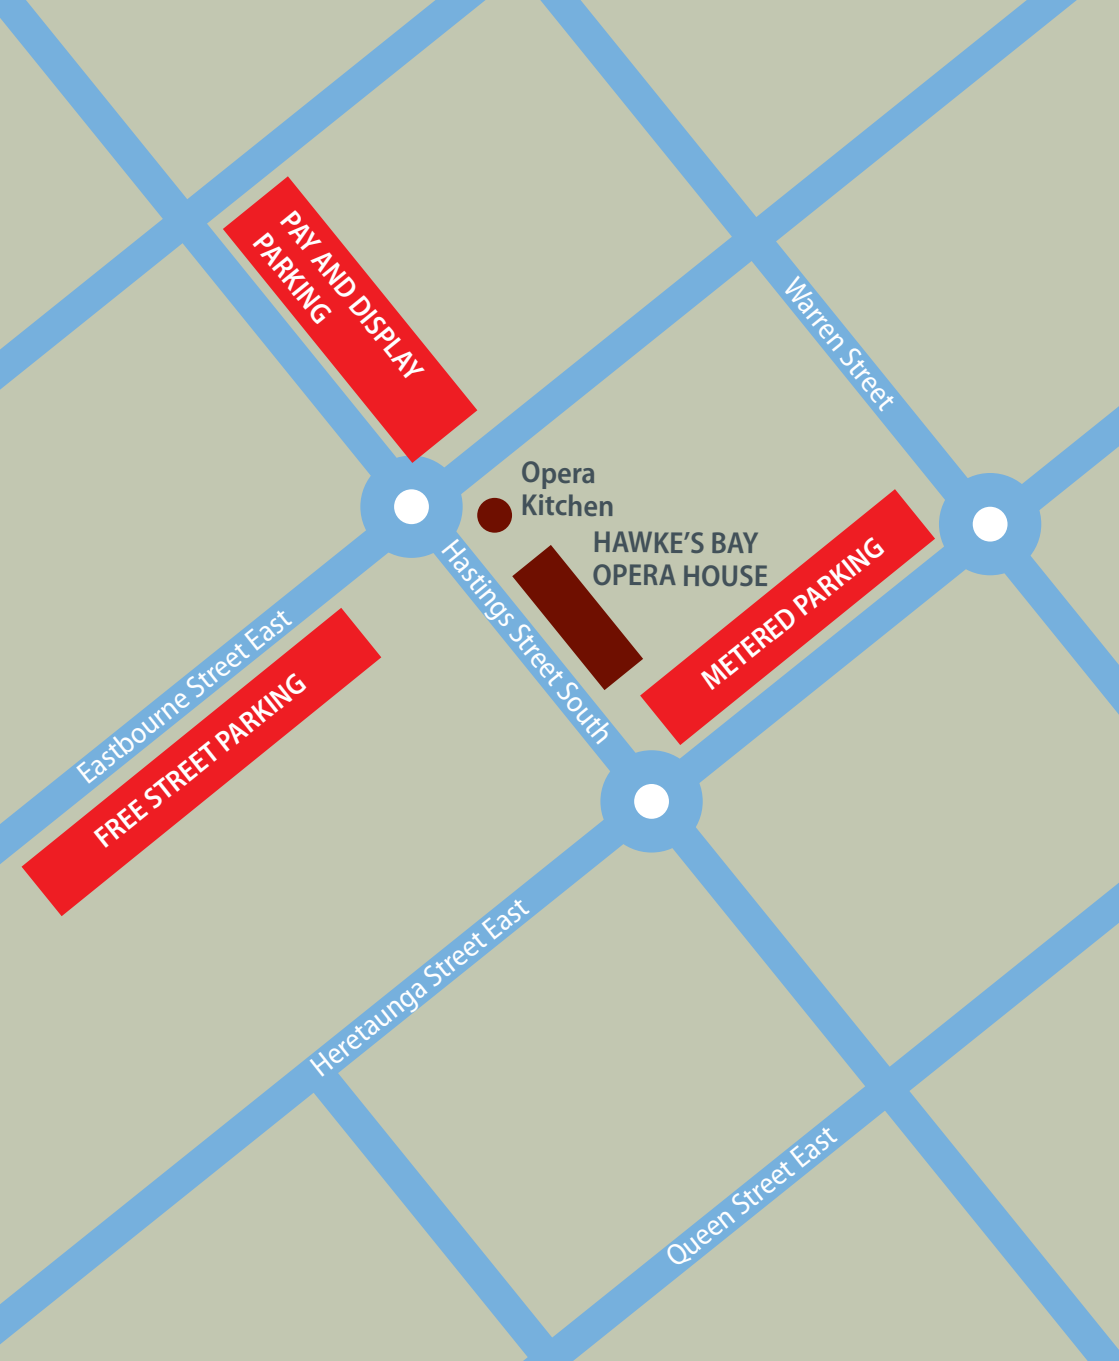 PAY AND DISPLAY
PARKING
Warren Street
Opera
Kitchen
HAWKE'S BAY
OPERA HOUSE
METERED PARKING
Hastings Street South
Eastbourne Street East
FREE STREET PARKING
Heretaunga Street East
Queen Street East